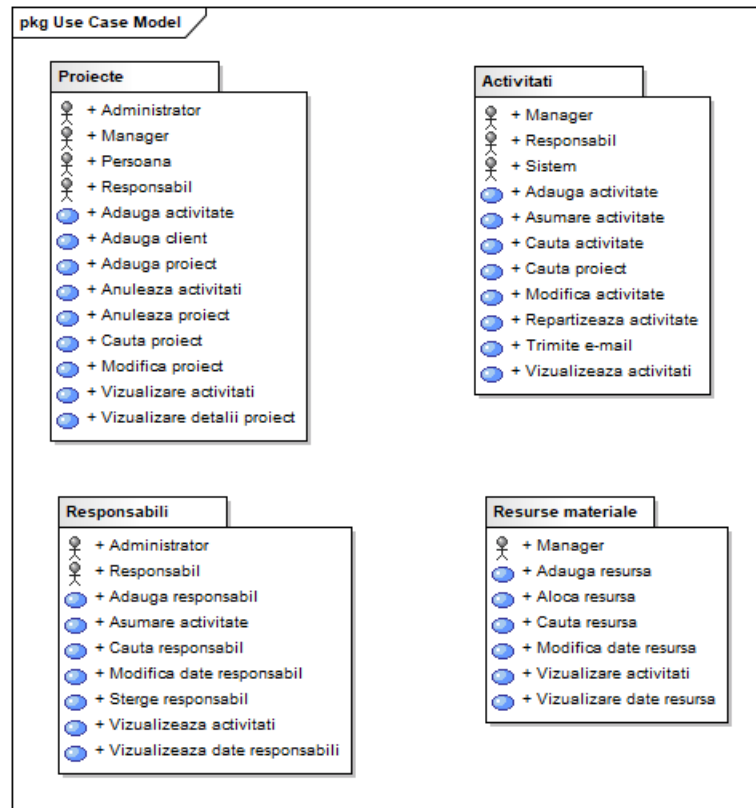 pkg Use Case Model
Proiecte
+ Administrator
+ Manager
+ Persoana
+ Responsabil
+ Adauga activitate
+ Adauga client
+ Adauga proiect
+ Anuleaza activitati
+ Anuleaza proiect
+ Cauta proiect
+ Modifica proiect
+ Vizualizare activitati
+ Vizualizare detalii proiect
Activitati
+ Manager
+ Responsabil
+ Sistem
+ Adauga activitate
+ Asumare activitate
+ Cauta activitate
+ Cauta proiect
+ Modifica activitate
+ Repartizeaza activitate
+ Trimite e-mail
+ Vizualizeaza activitati
Responsabili
+ Administrator
+ Responsabil
+ Adauga responsabil
+ Asumare activitate
+ Cauta responsabil
+ Modifica date responsabil
+ Sterge responsabil
+ Vizualizeaza activitati
+ Vizualizeaza date responsabili
Resurse materiale
+ Manager
+ Adauga resursa
+ Aloca resursa
+ Cauta resursa
+ Modifica date resursa
+ Vizualizare activitati
+ Vizualizare date resursa